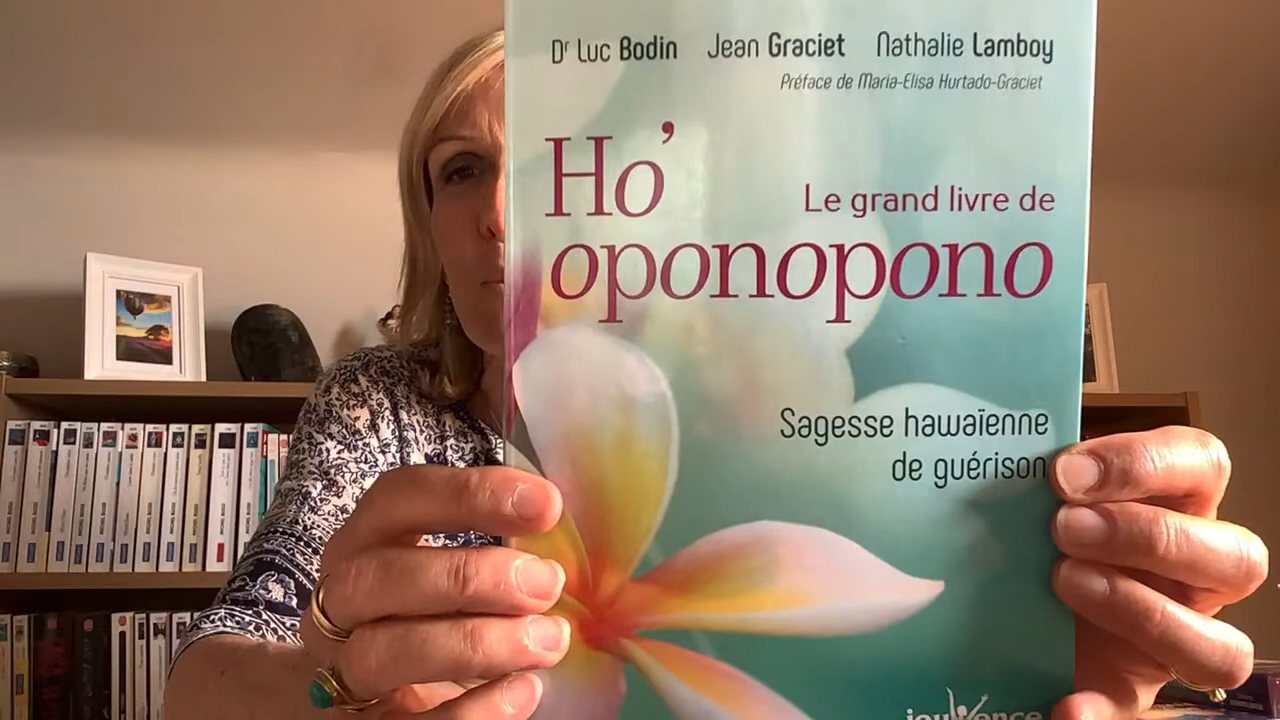 Dr Luc Bodin Jean Graciet Nathalie Lamboy
Préface de Maria-Elisa Hurtado-Graciet
Ho'
Le grand livre de
oponopono
Sagesse hawaïenne
de guérison
jouvence